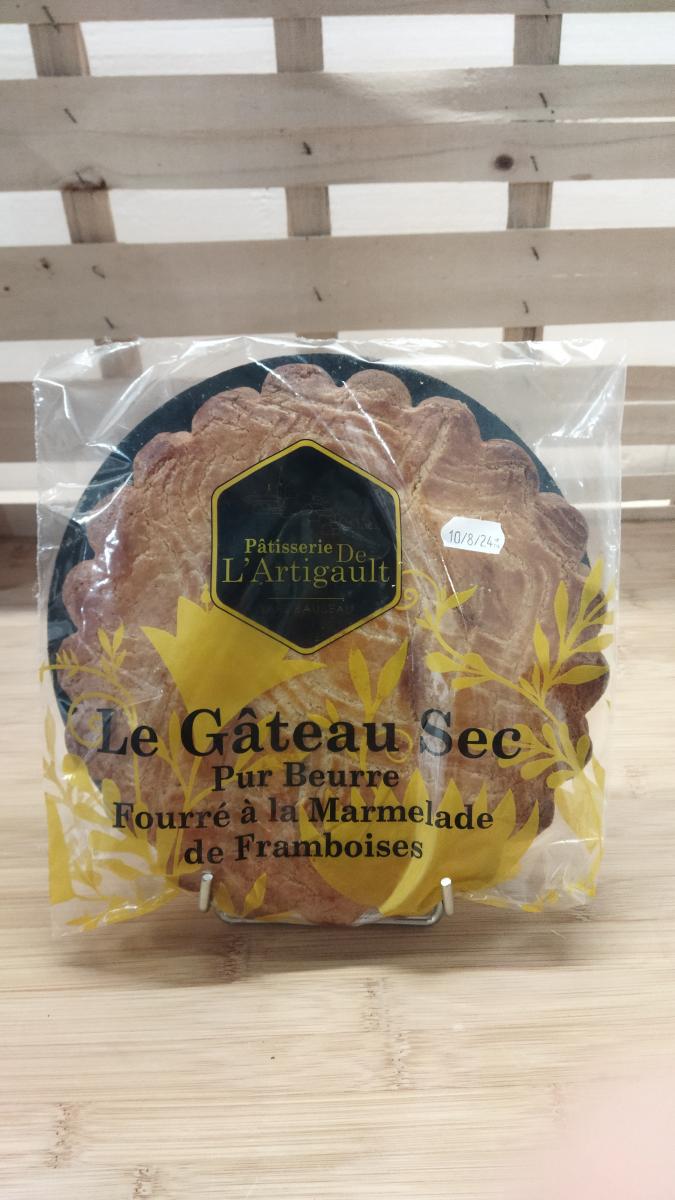 Pâtisserie De
L'Artigault
10/8/24
Le Gâteau Sec
Pur Beurre
Fourré à la Marmelade
de Framboises